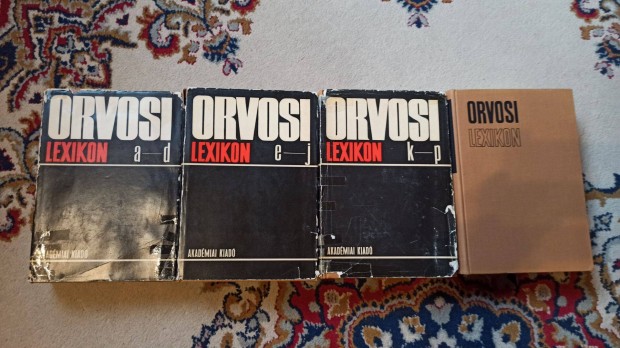 ORVOSI
LEXIKON a—d
AKADÉMIAI KIADÓ
ORVOSI
LEXIKON e—j
AKADÉMIAI KIADÓ
ORVOSI
LEXIKON k—p
AKADÉMIAI KIADÓ
ORVOSI
LEXIKON